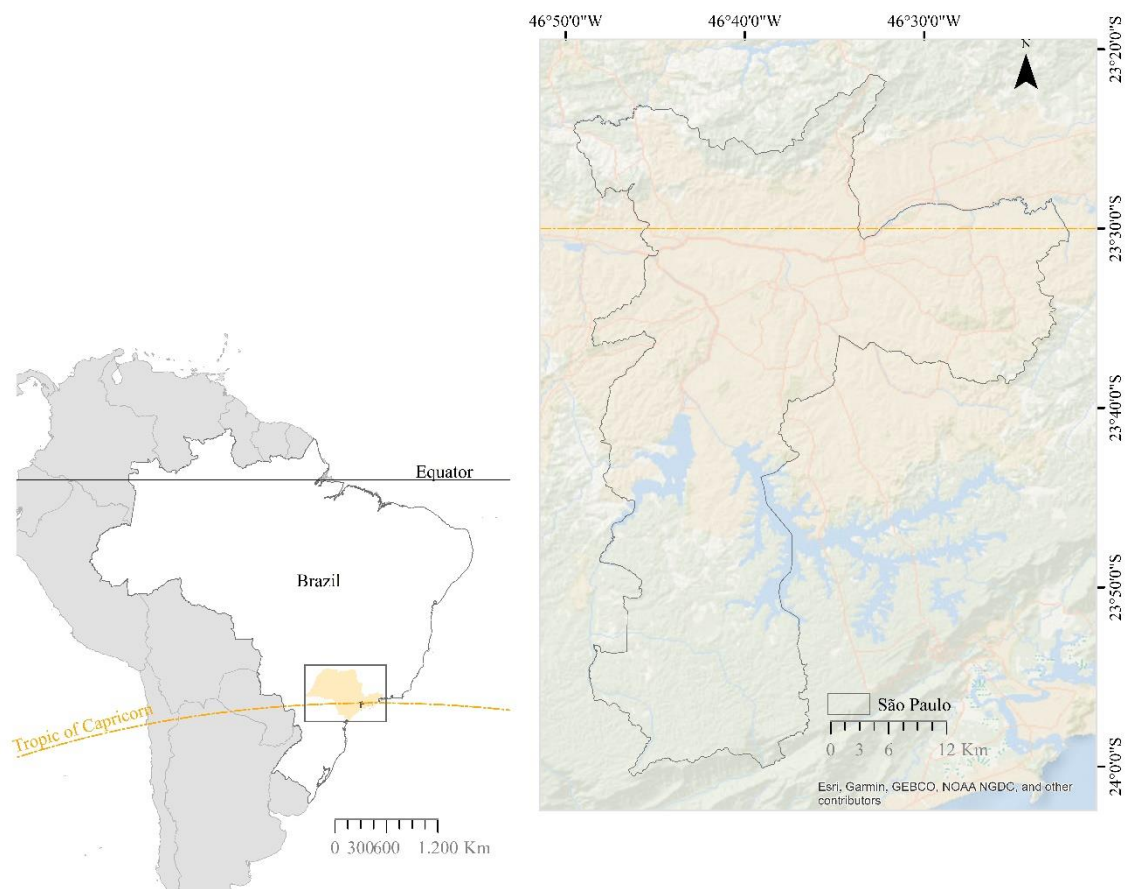 46°50'0"W 46°40'0"W 46°30'0"W
N
23°20'0"S
23°30'0"S
23°40'0"S
23°50'0"S
24°0'0"S
Equator
Brazil
Tropic of Capricorn
0 300600 1.200 Km
São Paulo
0 3 6 12 Km
Esri, Garmin, GEBCO, NOAA NGDC, and other
contributors